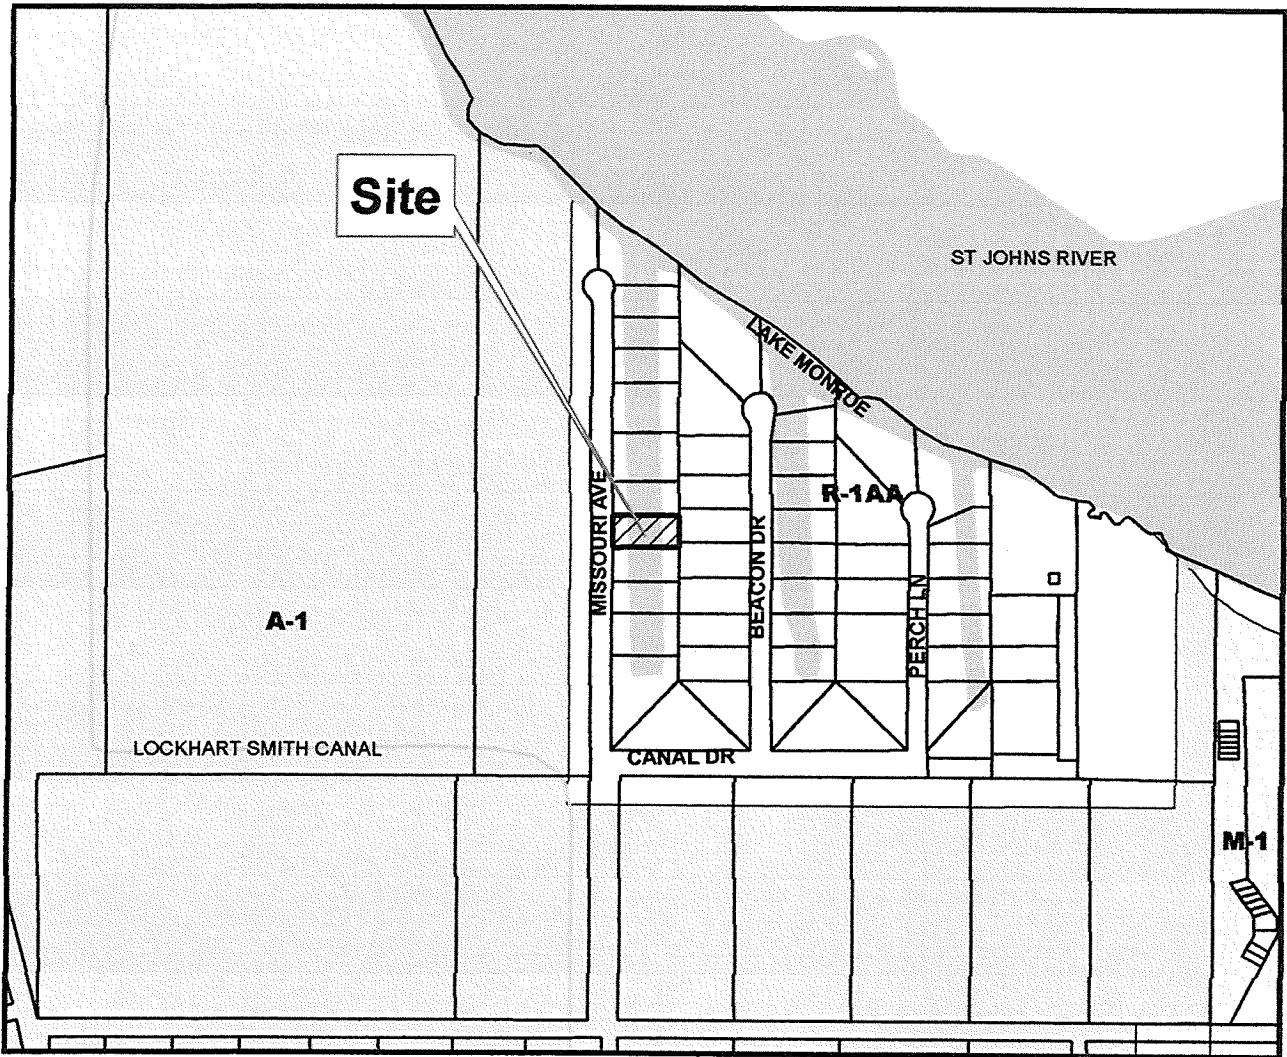 Site
ST JOHNS RIVER
LAKE MONROE
R-1AA
MISSOURI AVE
BEACON DR
PERCH LN
A-1
LOCKHART SMITH CANAL
CANAL DR
M-1